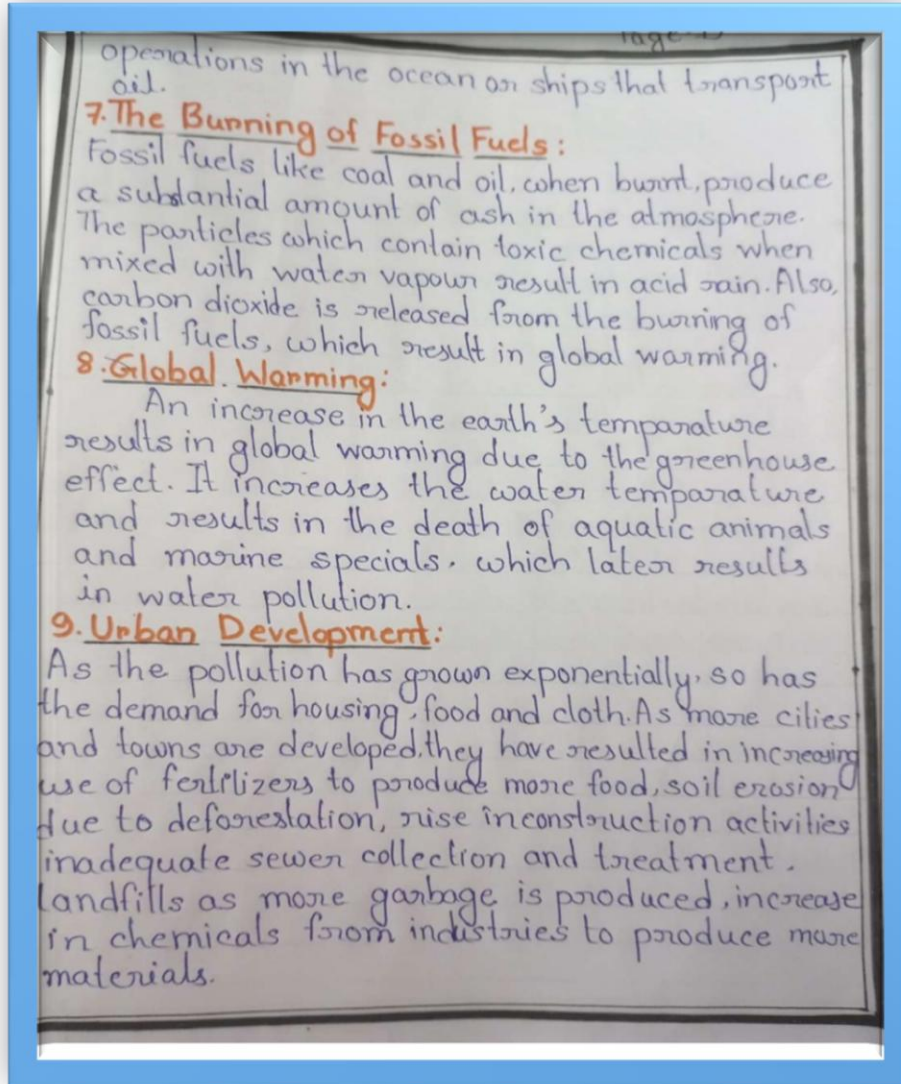 operations in the ocean or ships that transport
oil.
7.The Burning of Fossil Fuels:
Fossil fuels like coal and oil, when burnt, produce
a substantial amount of ash in the atmosphere.
The particles which contain toxic chemicals when
mixed with water vapour result in acid rain. Also,
carbon dioxide is released from the burning of
fossil fuels, which result in global warming.
8.Global Warming:
An increase in the earth's temparature
results in global warming due to the greenhouse
effect. It increases the water temparature
and results in the death of aquatic animals
and marine specials, which later results
in water pollution.
9.Urban Development:
As the pollution has grown exponentially, so has
the demand for housing, food and cloth. As more cities
and towns are developed, they have resulted in increasing
use of fertilizers to produce more food, soil erosion
due to deforestation, rise in construction activities
inadequate sewer collection and treatment.
Landfills as more garbage is produced, increase
in chemicals from industries to produce more
materials.